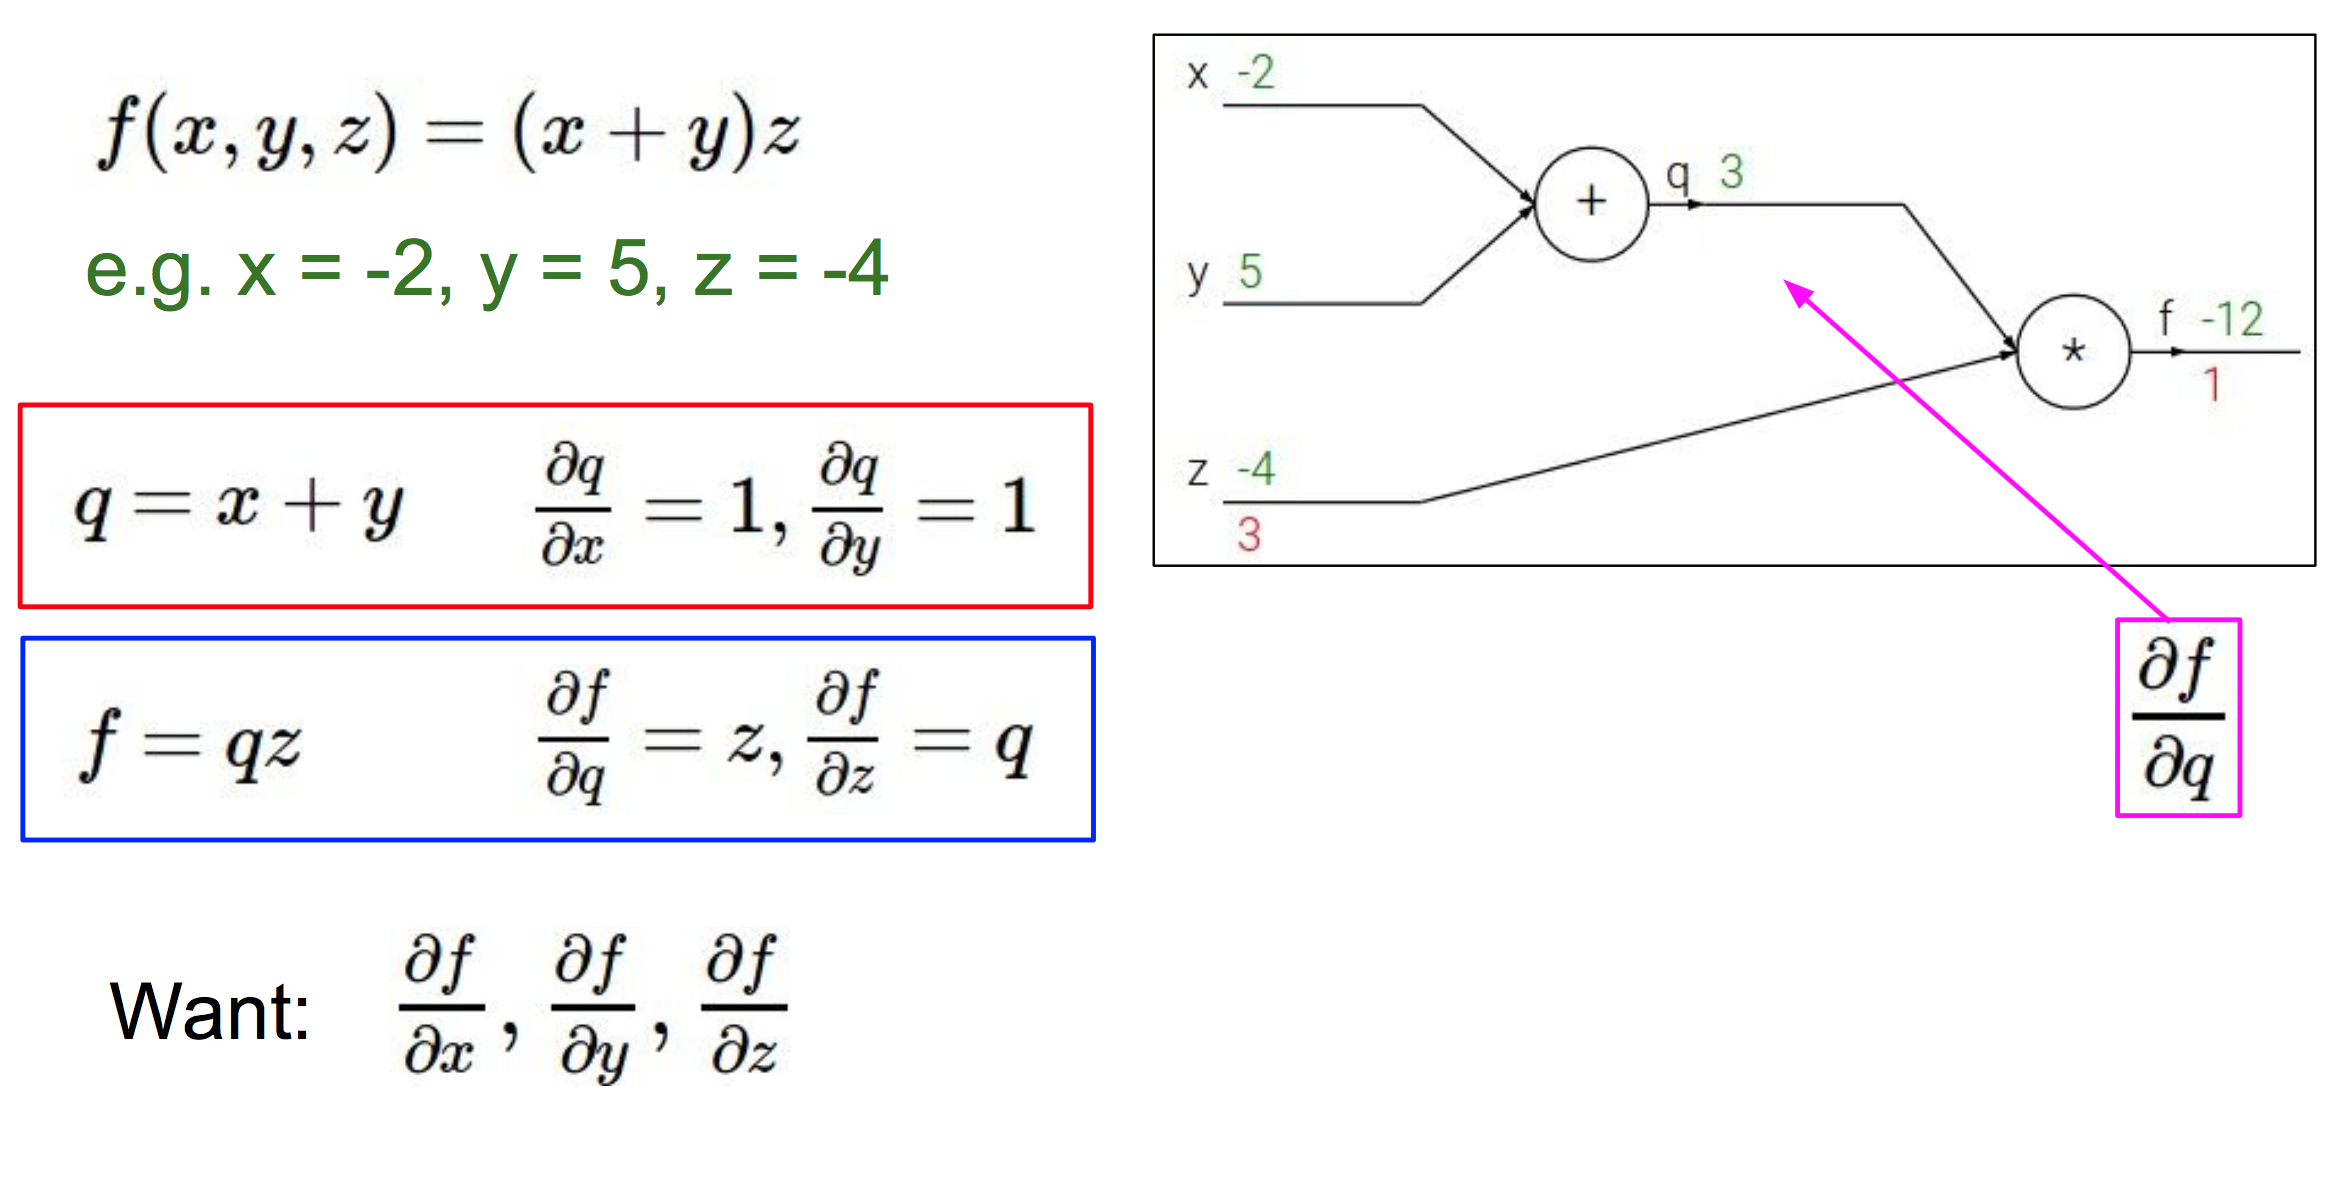 f(x, y, z) = (x + y)z
e.g. x = -2, y = 5, z = -4
q = x + y    ∂q/∂x = 1, ∂q/∂y = 1
f = qz    ∂f/∂q = z, ∂f/∂z = q
Want: ∂f/∂x, ∂f/∂y, ∂f/∂z
x -2
y 5
z -4
3
+
q 3
*
f -12
1
∂f/∂q